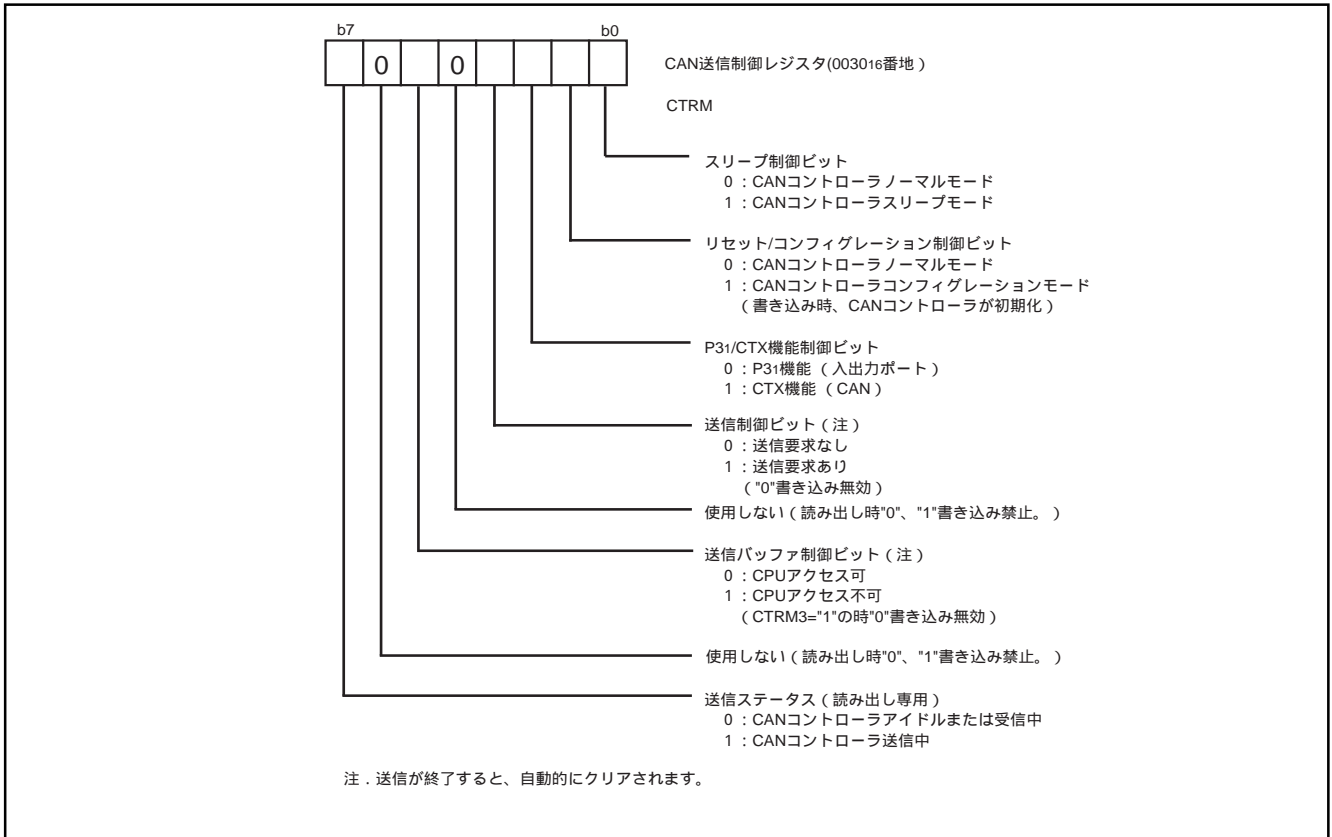 b7 b0
0 0
CAN送信制御レジスタ(003016番地)
CTRM
スリープ制御ビット
0:CANコントローラノーマルモード
1:CANコントローラスリープモード
リセット/コンフィグレーション制御ビット
0:CANコントローラノーマルモード
1:CANコントローラコンフィグレーションモード
(書き込み時、CANコントローラが初期化)
P31/CTX機能制御ビット
0:P31機能(入出力ポート)
1:CTX機能(CAN)
送信制御ビット(注)
0:送信要求なし
1:送信要求あり
("0"書き込み無効)
使用しない(読み出し時"0"、"1"書き込み禁止。)
送信バッファ制御ビット(注)
0:CPUアクセス可
1:CPUアクセス不可
(CTRM3="1"の時"0"書き込み無効)
使用しない(読み出し時"0"、"1"書き込み禁止。)
送信ステータス(読み出し専用)
0:CANコントローラアイドルまたは受信中
1:CANコントローラ送信中
注.送信が終了すると、自動的にクリアされます。